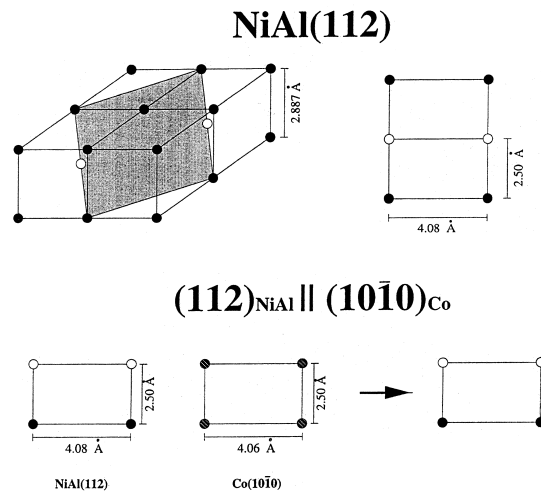 NiAl(112)
2.887 Å
2.50 Å
4.08 Å
(112)NiAl || (101̄0)Co
2.50 Å
2.50 Å
4.08 Å
4.06 Å
NiAl(112)
Co(101̄0)